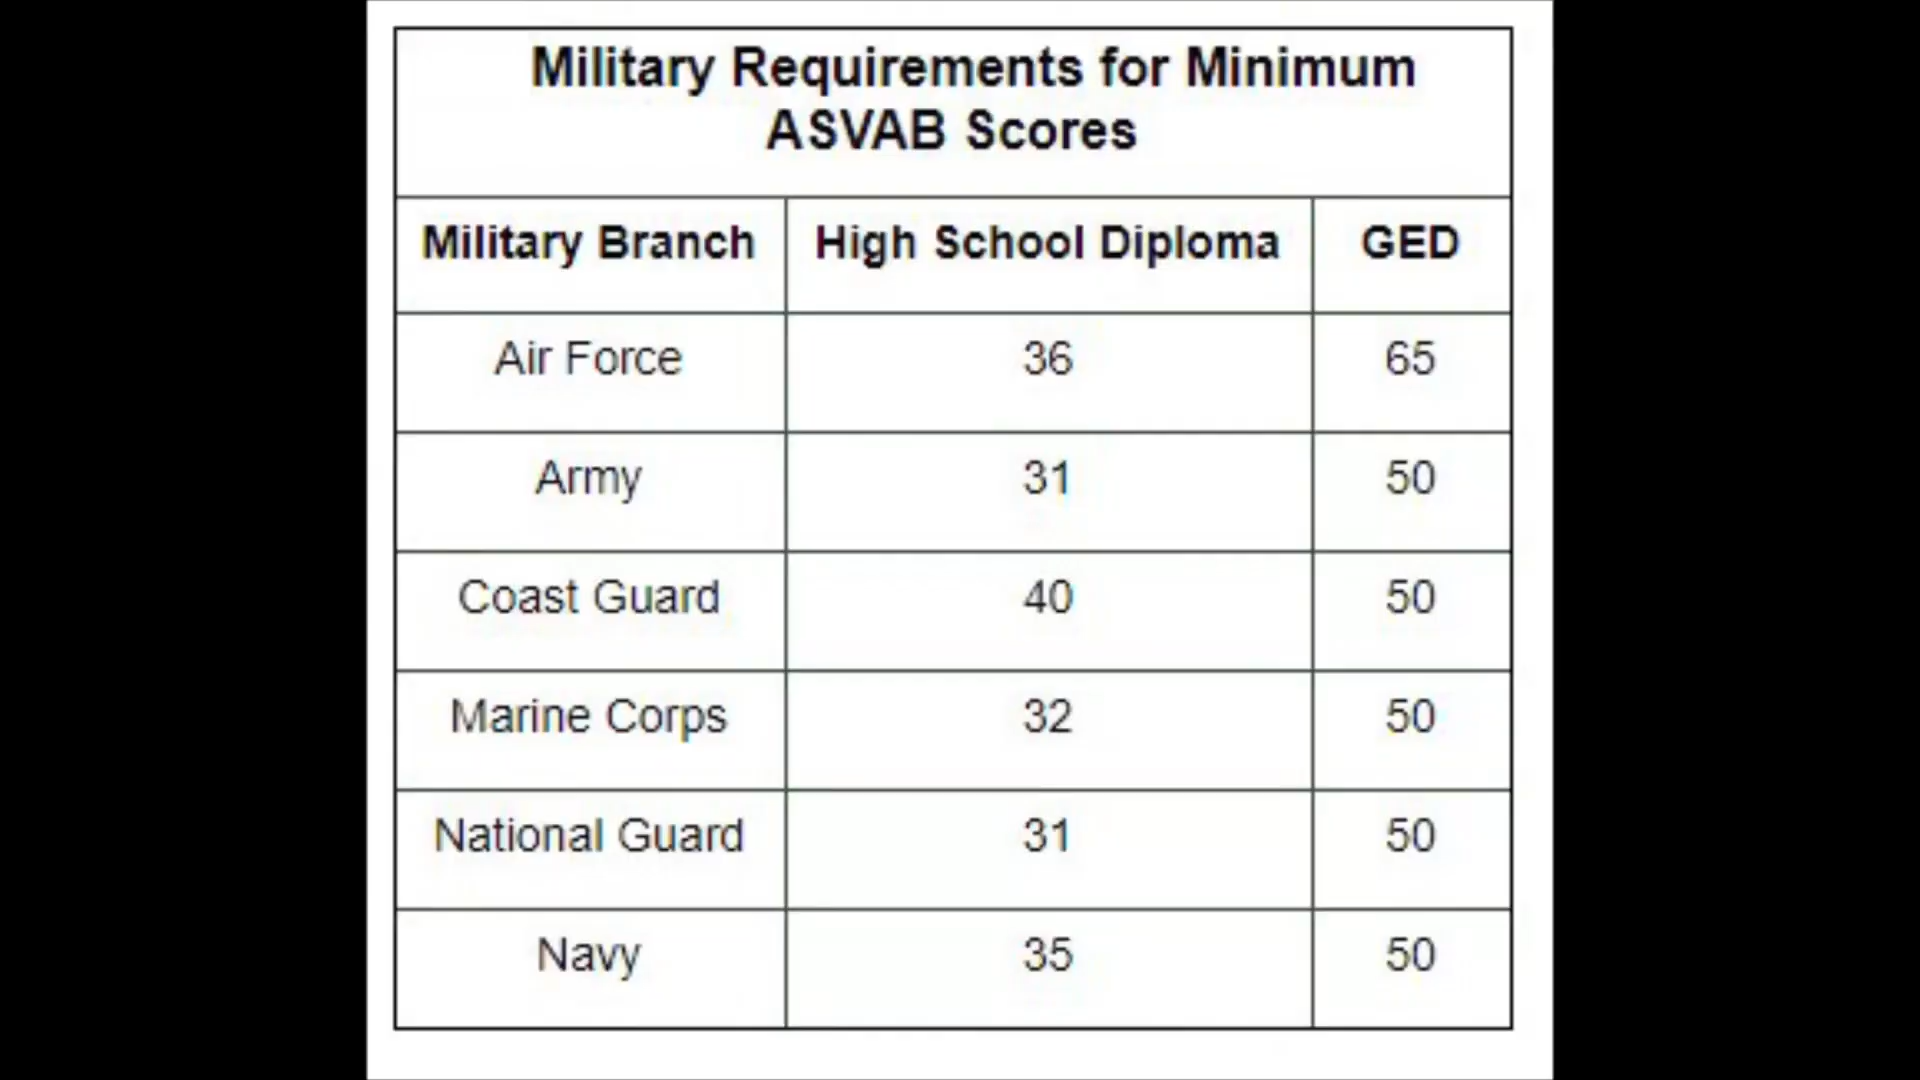 Military Requirements for Minimum
ASVAB Scores
Military Branch High School Diploma GED
Air Force 36 65
Army 31 50
Coast Guard 40 50
Marine Corps 32 50
National Guard 31 50
Navy 35 50